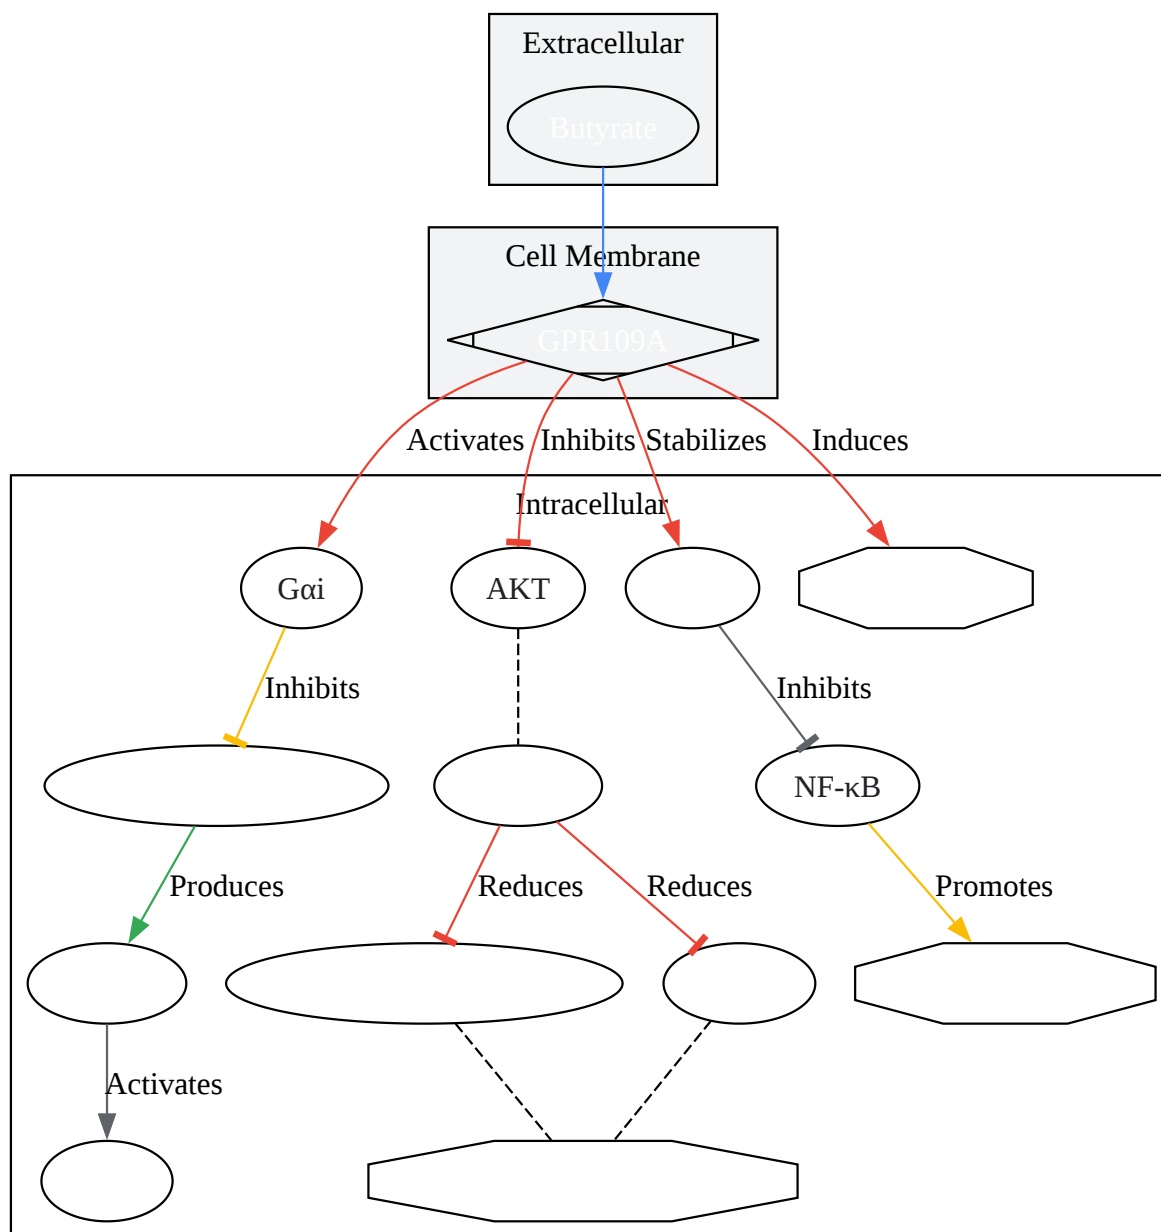 Extracellular
Butyrate
Cell Membrane
GPR109A
Activates
Inhibits
Stabilizes
Induces
Intracellular
Gαi
AKT
Inhibits
Inhibits
NF-κB
Produces
Reduces
Reduces
Promotes
Activates